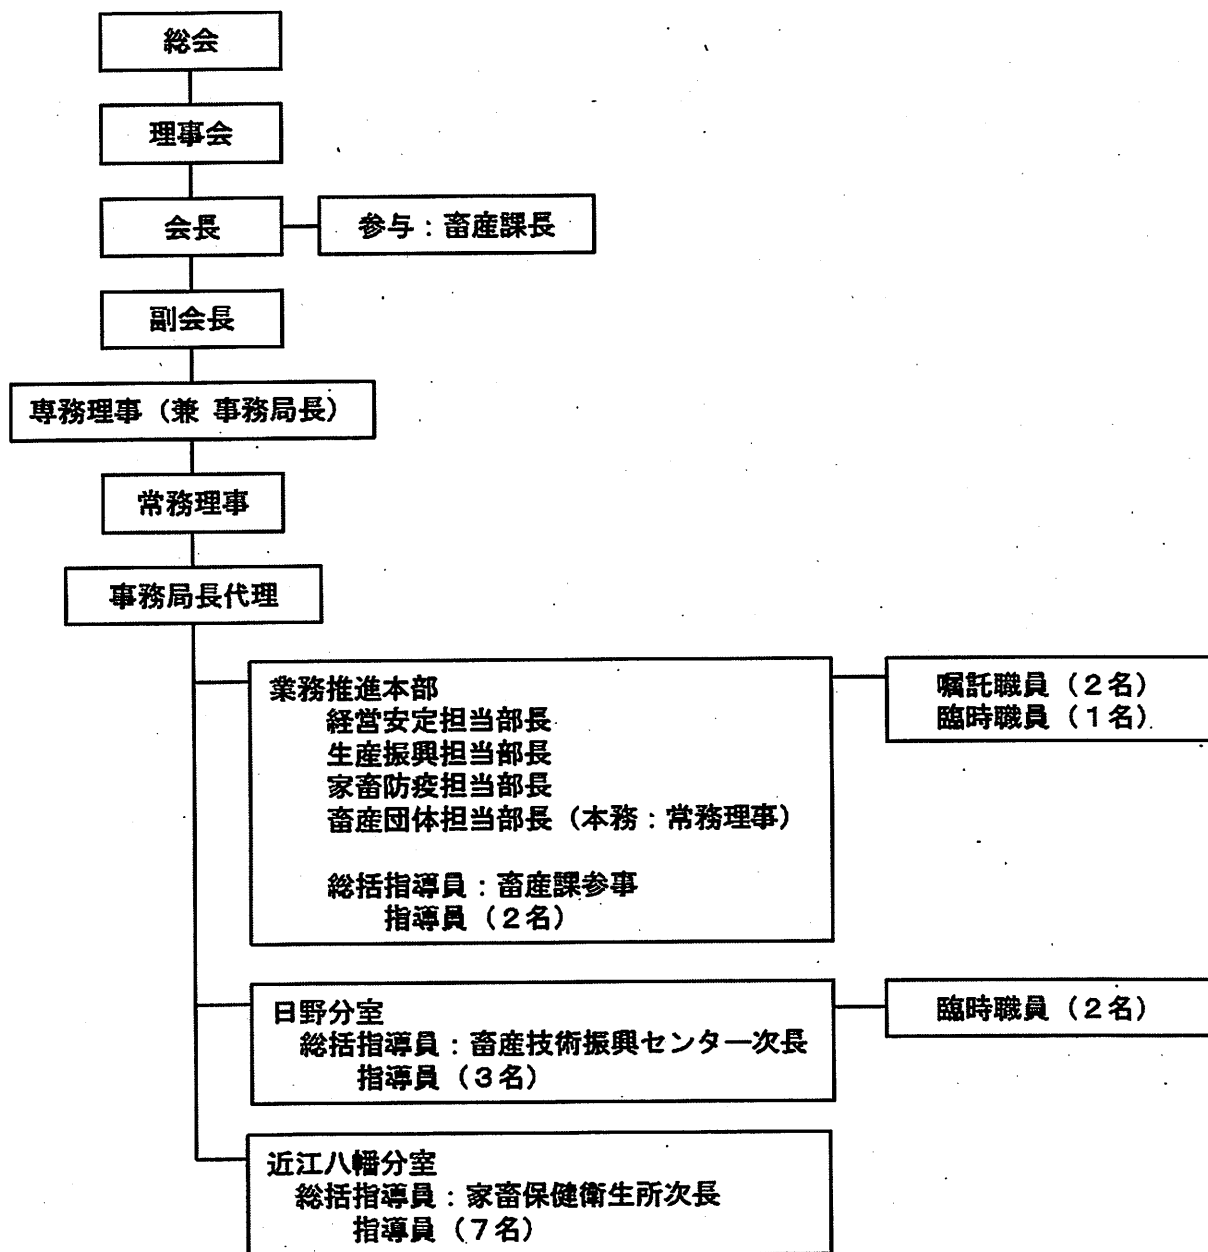 総会
理事会
会長
参与：畜産課長
副会長
専務理事（兼 事務局長）
常務理事
事務局長代理
業務推進本部
経営安定担当部長
生産振興担当部長
家畜防疫担当部長
畜産団体担当部長（本務：常務理事）
総括指導員：畜産課参事
指導員（２名）
嘱託職員（２名）
臨時職員（１名）
日野分室
総括指導員：畜産技術振興センター次長
指導員（３名）
臨時職員（２名）
近江八幡分室
総括指導員：家畜保健衛生所次長
指導員（７名）